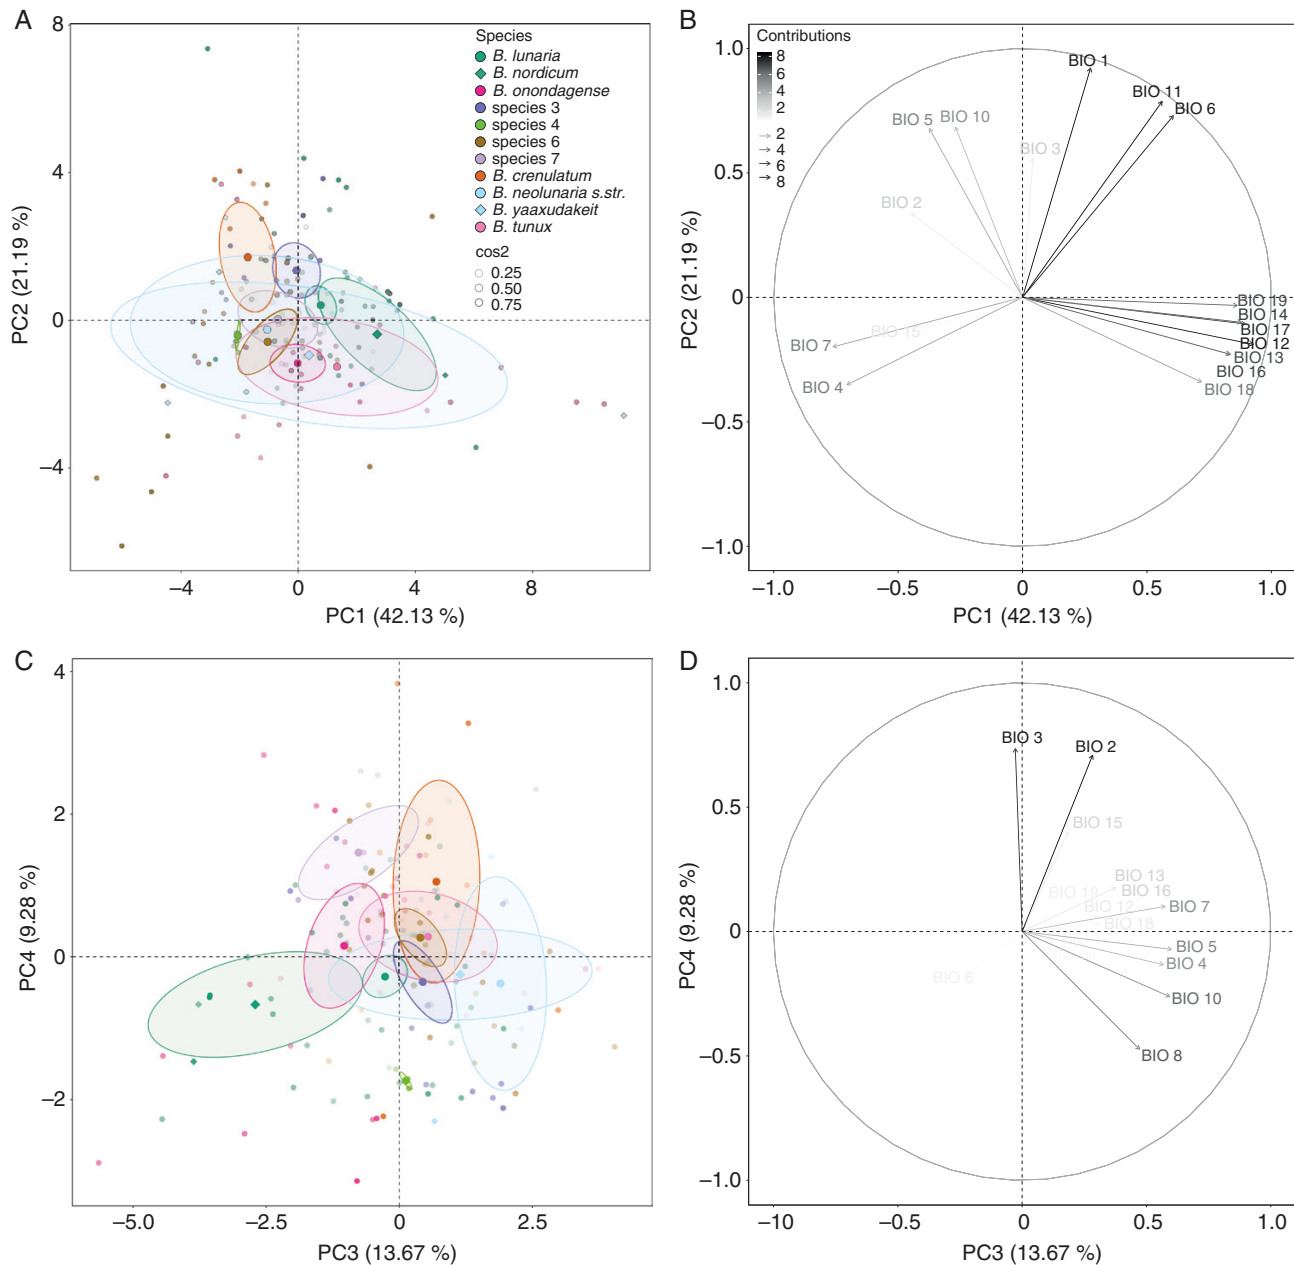 A
8
4
0
−4
−4
0
4
8
PC2 (21.19 %)
PC1 (42.13 %)
Species
B. lunaria
B. nordicum
B. onondagense
species 3
species 4
species 6
species 7
B. crenulatum
B. neolunaria s.str.
B. yaaxudakeit
B. tunux
cos2
0.25
0.50
0.75
B
Contributions
8
6
4
2
2
4
6
8
1.0
0.5
0
−0.5
−1.0
−1.0
−0.5
0
0.5
1.0
PC2 (21.19 %)
PC1 (42.13 %)
BIO 1
BIO 11
BIO 6
BIO 5
BIO 10
BIO 3
BIO 2
BIO 19
BIO 14
BIO 17
BIO 12
BIO 13
BIO 16
BIO 18
BIO 15
BIO 7
BIO 4
C
4
2
0
−2
−5.0
−2.5
0
2.5
PC4 (9.28 %)
PC3 (13.67 %)
D
1.0
0.5
0
−0.5
−1.0
−10
−0.5
0
0.5
1.0
PC4 (9.28 %)
PC3 (13.67 %)
BIO 3
BIO 2
BIO 15
BIO 13
BIO 19
BIO 16
BIO 12
BIO 7
BIO 18
BIO 5
BIO 4
BIO 6
BIO 10
BIO 8